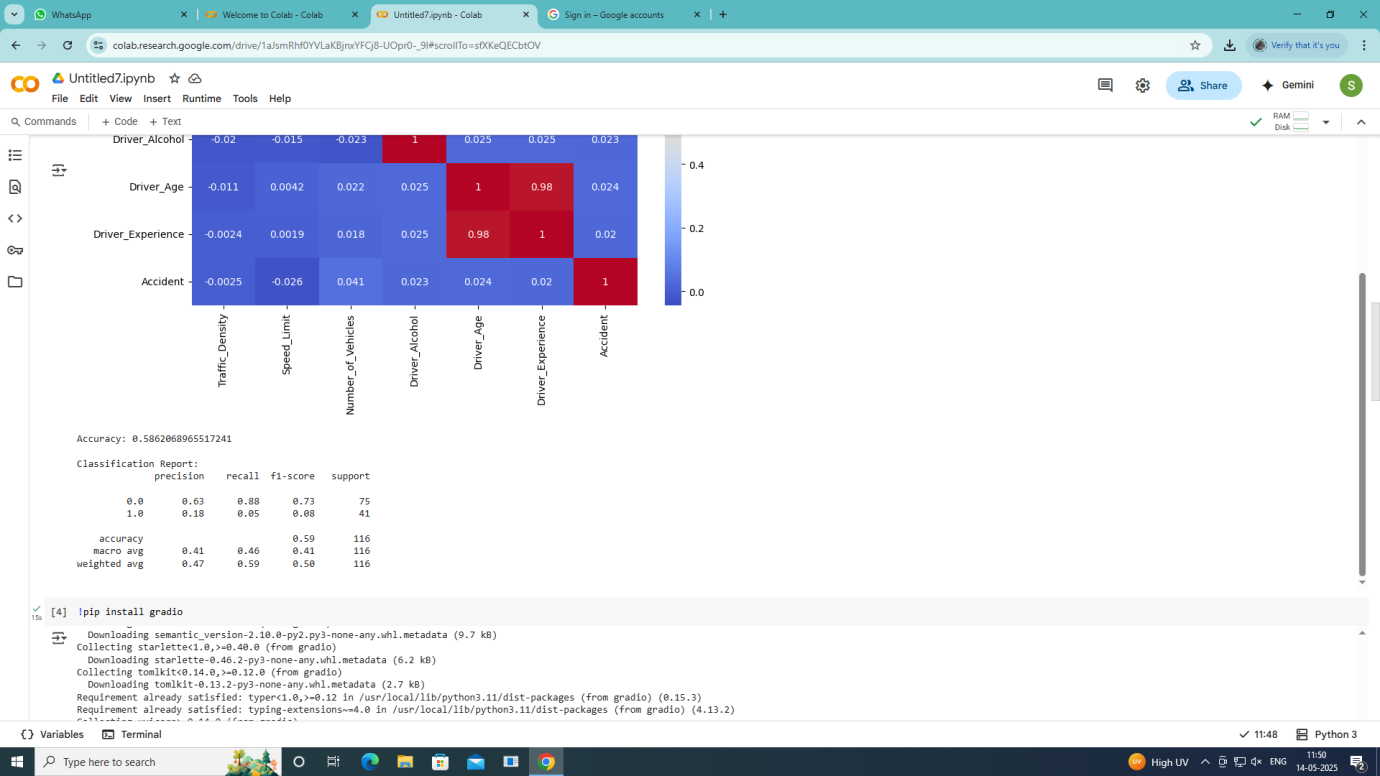 WhatsApp
Welcome to Colab - Colab
Untitled7.ipynb - Colab
Sign in – Google accounts
colab.research.google.com/drive/1aJsmRhf0YVLaKBjnxYFCj8-UOpr0-_9I#scrollTo=sfXKeQECbtOV
Verify that it's you
Untitled7.ipynb
File Edit View Insert Runtime Tools Help
Share
Gemini
S
Commands + Code + Text
RAM
Disk
Driver_Alcohol -0.02 -0.015 -0.023 1 0.025 0.025 0.023
0.4
Driver_Age -0.011 0.0042 0.022 0.025 1 0.98 0.024
0.2
Driver_Experience -0.0024 0.0019 0.018 0.025 0.98 1 0.02
Accident -0.0025 -0.026 0.041 0.023 0.024 0.02 1
0.0
Traffic_Density
Speed_Limit
Number_of_Vehicles
Driver_Alcohol
Driver_Age
Driver_Experience
Accident
Accuracy: 0.5862068965517241
Classification Report:
precision recall f1-score support
0.0 0.63 0.88 0.73 75
1.0 0.18 0.05 0.08 41
accuracy 0.59 116
macro avg 0.41 0.46 0.41 116
weighted avg 0.47 0.59 0.50 116
15s
[4] !pip install gradio
Downloading semantic_version-2.10.0-py2.py3-none-any.whl.metadata (9.7 kB)
Collecting starlette<1.0,>=0.40.0 (from gradio)
Downloading starlette-0.46.2-py3-none-any.whl.metadata (6.2 kB)
Collecting tomlkit<0.14.0,>=0.12.0 (from gradio)
Downloading tomlkit-0.13.2-py3-none-any.whl.metadata (2.7 kB)
Requirement already satisfied: typer<1.0,>=0.12 in /usr/local/lib/python3.11/dist-packages (from gradio) (0.15.3)
Requirement already satisfied: typing-extensions~=4.0 in /usr/local/lib/python3.11/dist-packages (from gradio) (4.13.2)
Variables
Terminal
11:48
Python 3
Type here to search
UV
High UV
ENG
11:50
14-05-2025
2